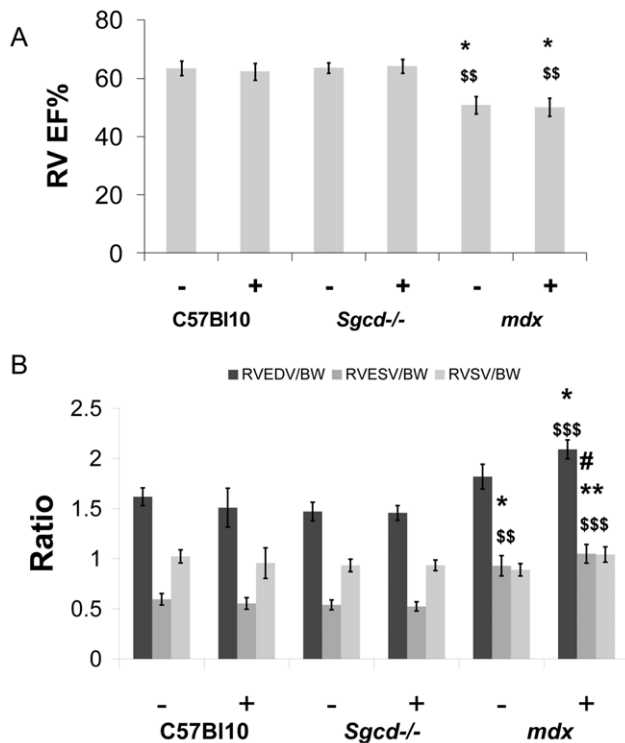 A
RV EF%
80
60
40
20
0
* *
$$ $$
- + - + - +
C57Bl10 Sgcd-/- mdx
B
RVEDV/BW RVESV/BW RVSV/BW
Ratio
2.5
2
1.5
1
0.5
0
*
$$$
#
* **
$$ $$$
- + - + - +
C57Bl10 Sgcd-/- mdx